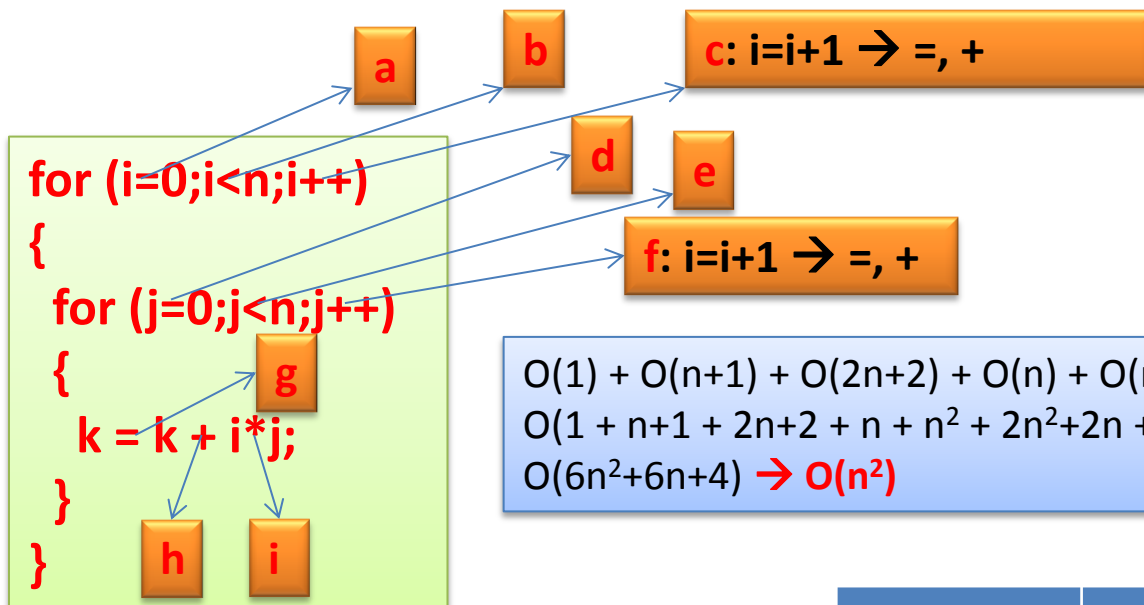 a
b
c: i=i+1 → =, +
d
e
f: i=i+1 → =, +
for (i=0;i<n;i++)
{
for (j=0;j<n;j++)
{
g
k = k + i*j;
}
h
i
}
O(1) + O(n+1) + O(2n+2) + O(n) + O(
O(1 + n+1 + 2n+2 + n + n² + 2n²+2n +
O(6n²+6n+4) → O(n²)